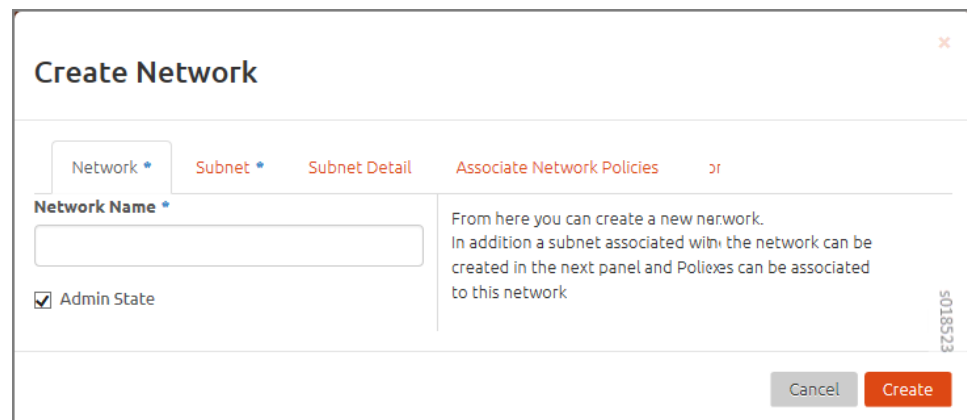 ×
Create Network
Network *
Subnet *
Subnet Detail
Associate Network Policies
Network Name *
From here you can create a new
In addition a subnet associated the network can be
created in the next panel and can be associated
to this network
Admin State
s018523
Cancel
Create